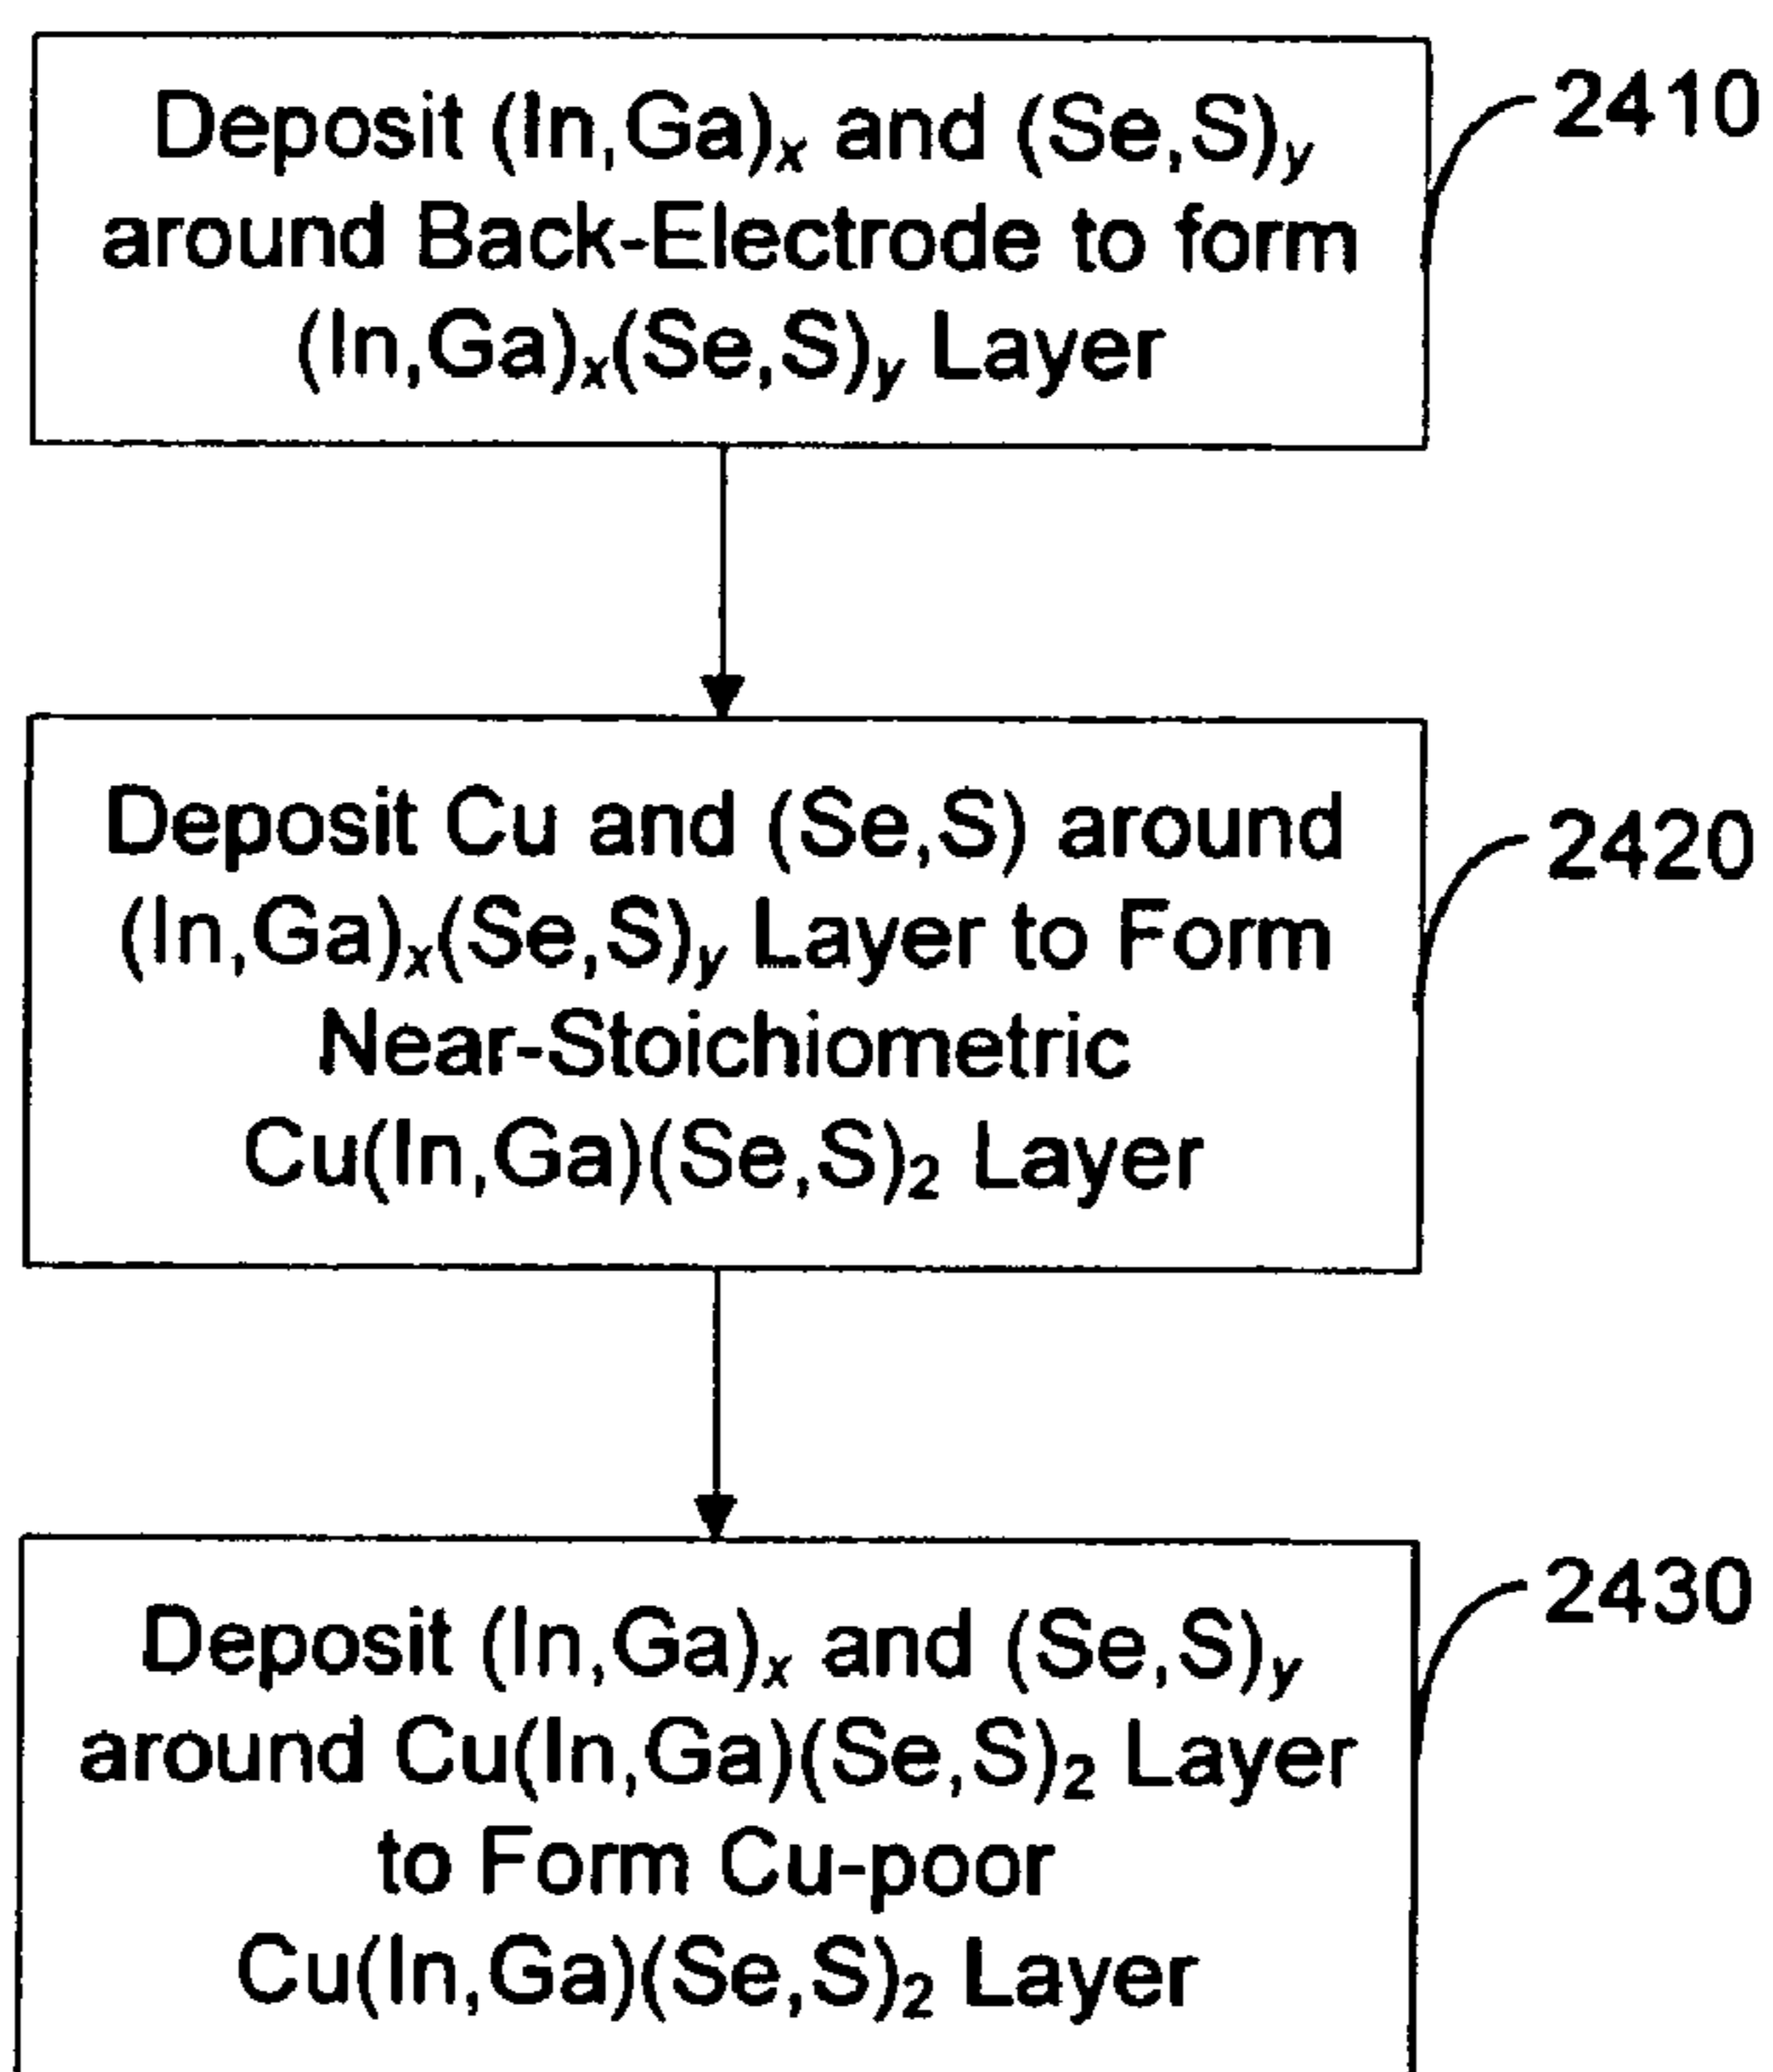 Deposit (In,Ga)ₓ and (Se,S)ᵧ
around Back-Electrode to form
(In,Ga)ₓ(Se,S)ᵧ Layer
2410
Deposit Cu and (Se,S) around
(In,Ga)ₓ(Se,S)ᵧ Layer to Form
Near-Stoichiometric
Cu(In,Ga)(Se,S)₂ Layer
2420
Deposit (In,Ga)ₓ and (Se,S)ᵧ
around Cu(In,Ga)(Se,S)₂ Layer
to Form Cu-poor
Cu(In,Ga)(Se,S)₂ Layer
2430